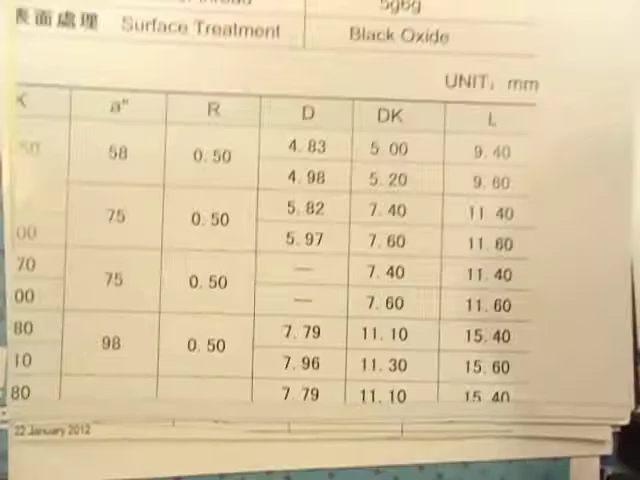 5g6g
表面處理 Surface Treatment Black Oxide
UNIT: mm
K a° R D DK L
58 0.50 4.83 5 00 9.40
4.98 5.20 9.60
75 0.50 5.82 7.40 11 40
00 5.97 7.60 11.60
70 75 0.50 — 7.40 11.40
00 — 7.60 11.60
80 98 0.50 7.79 11.10 15.40
10 7.96 11.30 15.60
80 7 79 11.10 15 40
22 January 2012